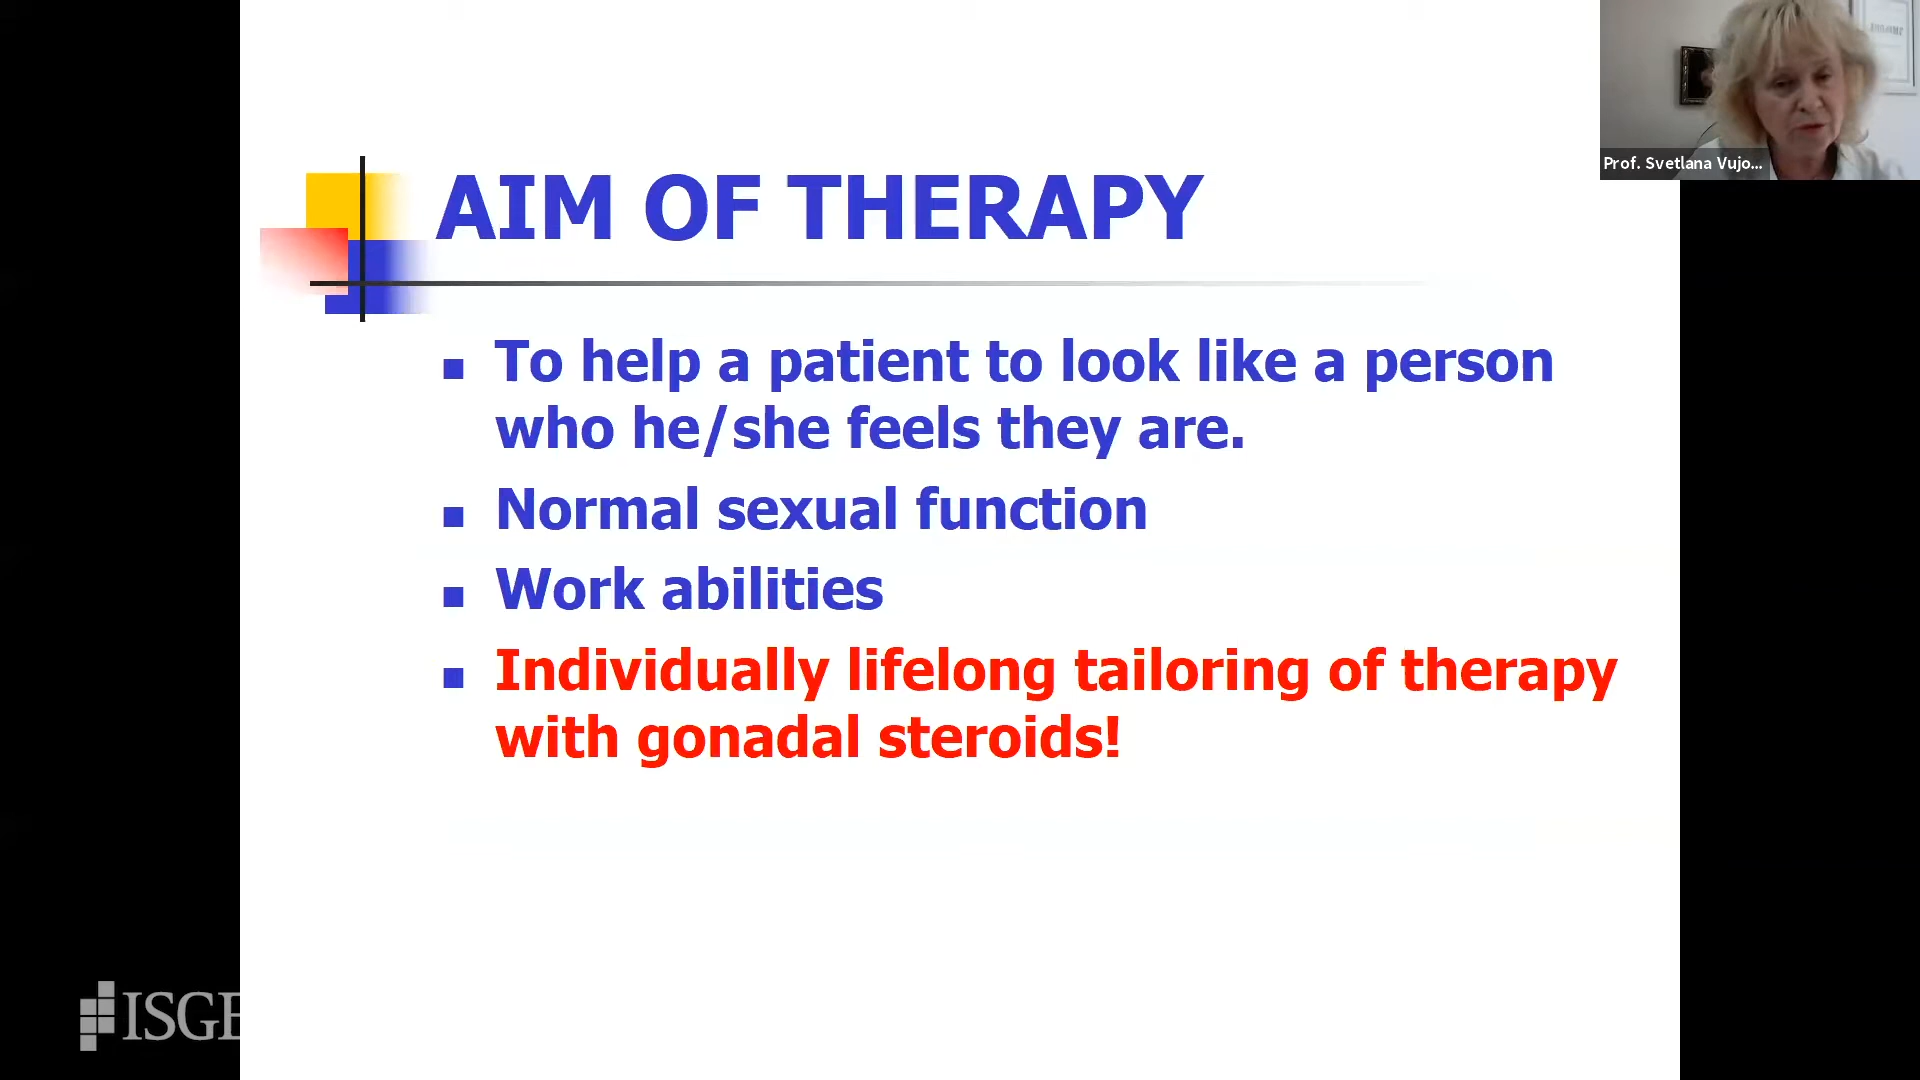 AIM OF THERAPY
To help a patient to look like a person
who he/she feels they are.
Normal sexual function
Work abilities
Individually lifelong tailoring of therapy
with gonadal steroids!
Prof. Svetlana Vujo...
ISGE